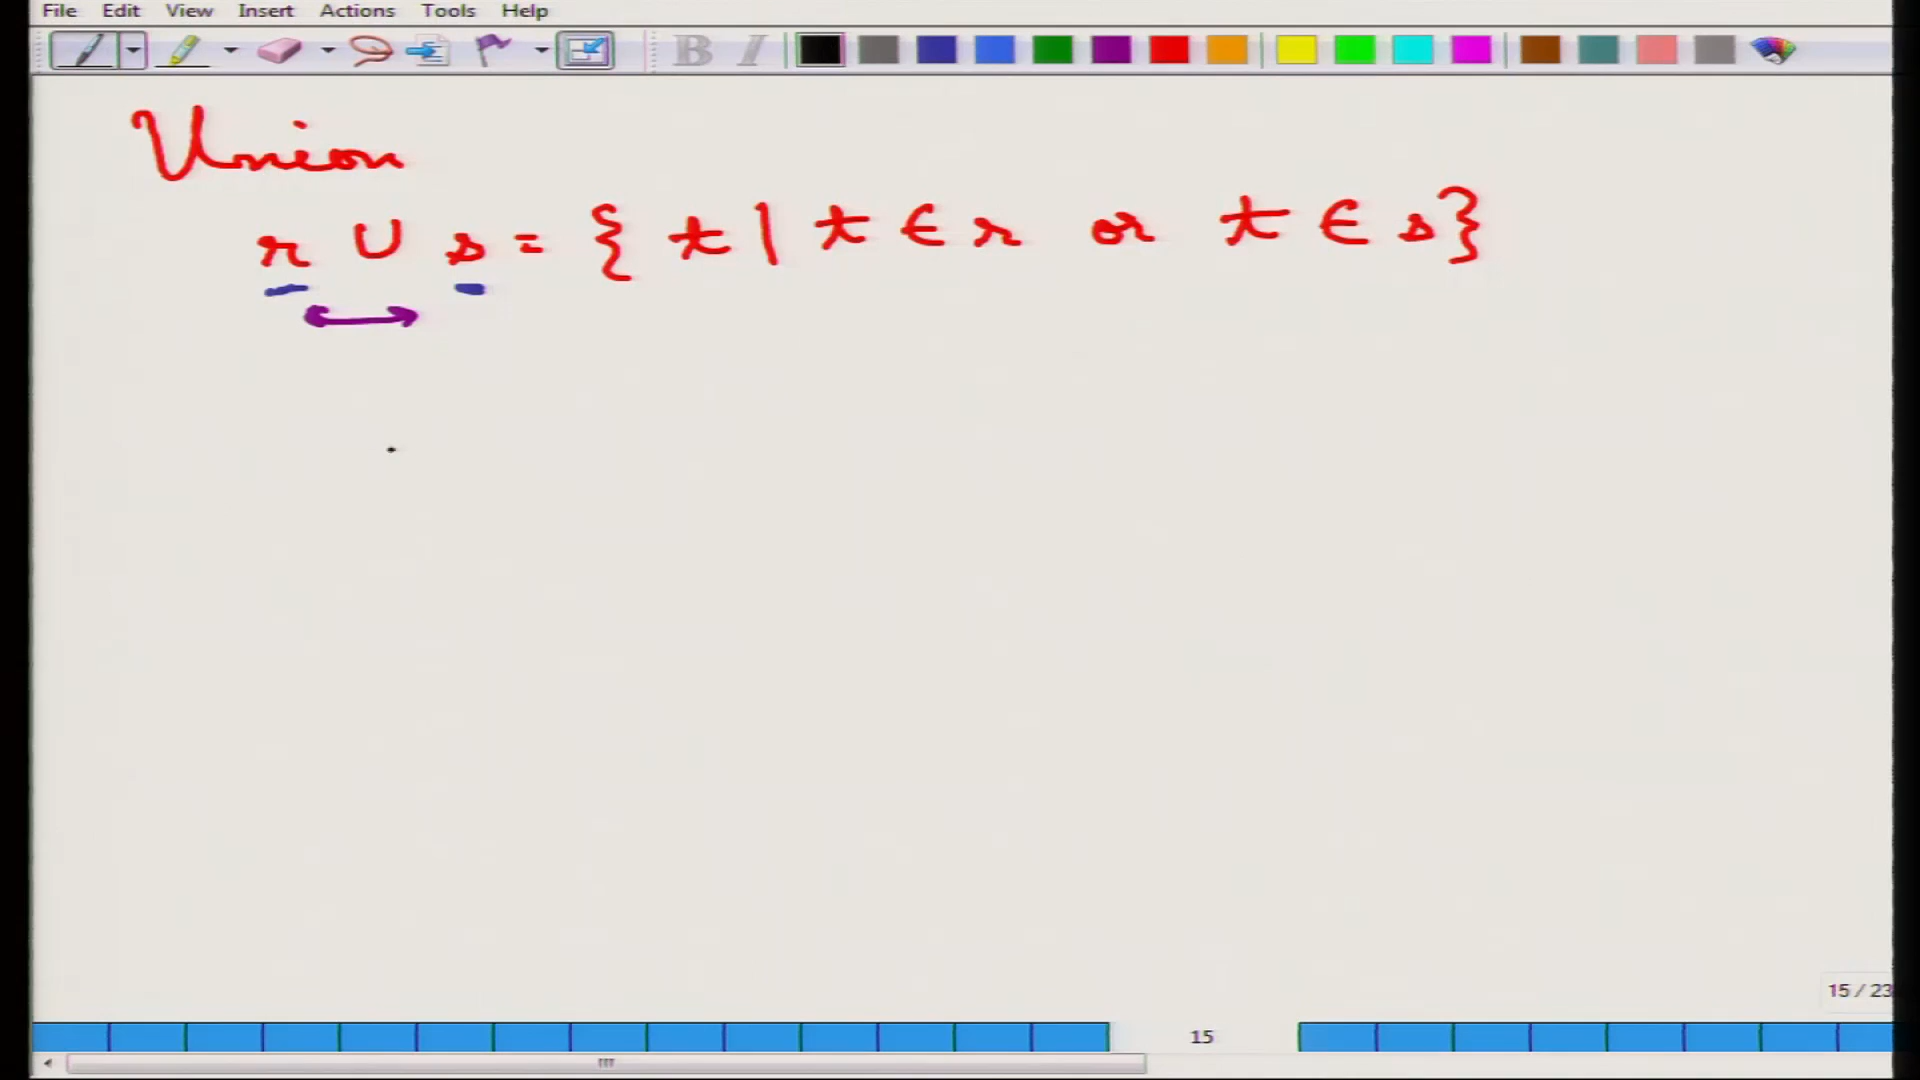 File Edit View Insert Actions Tools Help
B I
Union
r ∪ s = { t | t ∈ r or t ∈ s }
15 / 23
15